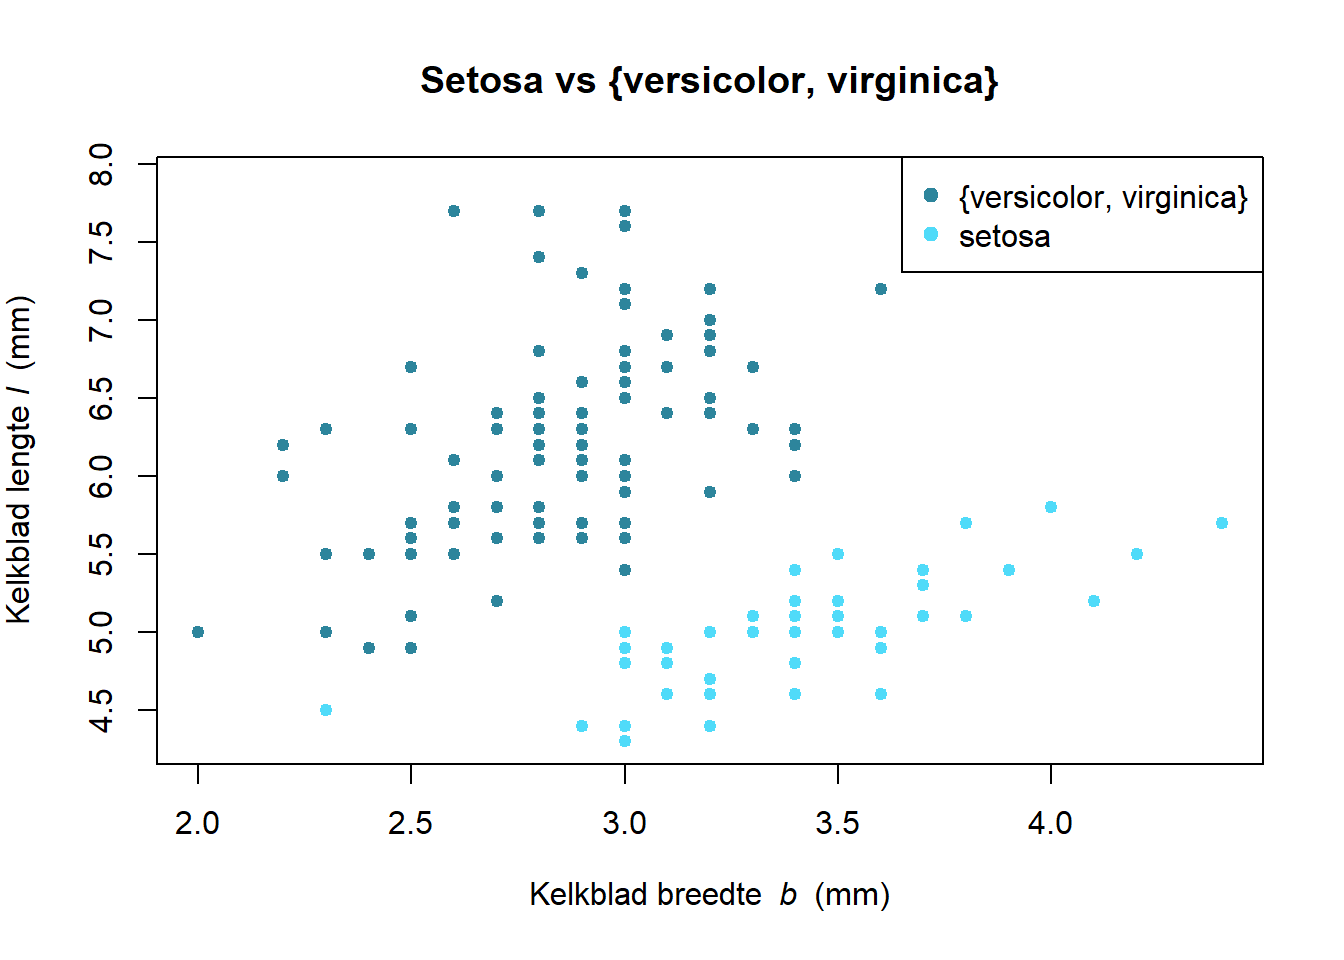 Setosa vs {versicolor, virginica}
{versicolor, virginica}
setosa
Kelkblad lengte l (mm)
8.0
7.5
7.0
6.5
6.0
5.5
5.0
4.5
2.0 2.5 3.0 3.5 4.0
Kelkblad breedte b (mm)